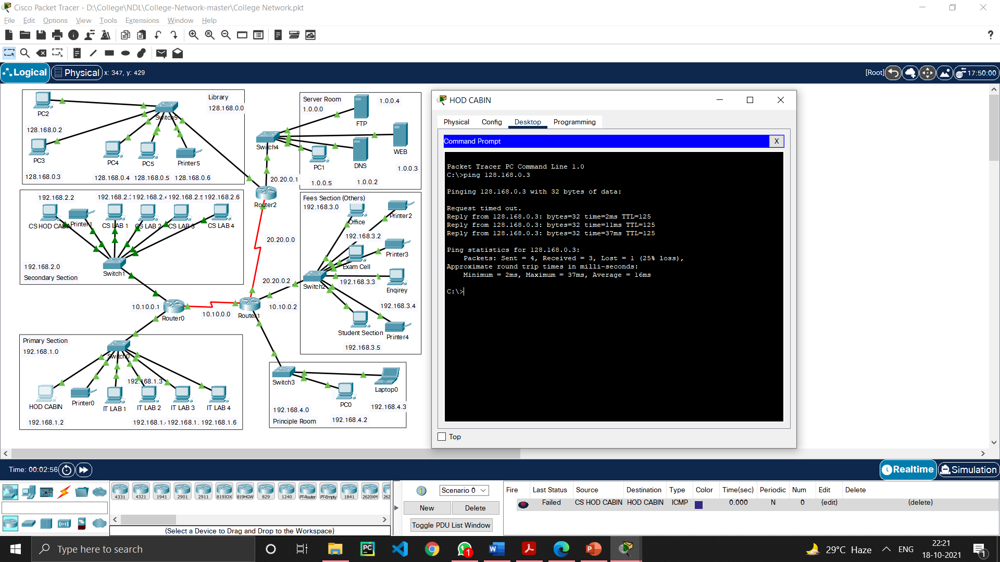 Cisco Packet Tracer - D:\College\NDL\College-Network-master\College Network.pkt
File Edit Options View Tools Extensions Window Help
Logical Physical x: 347, y: 429
[Root] 17:50:00
Library
128.168.0.0
PC2
Switch5
128.168.0.2
PC3
PC4
PC5
Printer5
128.168.0.3
128.168.0.4 128.168.0.5 128.168.0.6
Server Room
1.0.0.0
1.0.0.4
FTP
Switch4
WEB
PC1
DNS
1.0.0.3
1.0.0.5
1.0.0.2
20.20.0.1
Router2
192.168.2.2
192.168.2.5
192.168.2.6
CS HOD CABIN
Printer1
CS LAB 1
CS LAB 2
CS LAB 3
CS LAB 4
Switch1
192.168.2.0
Secondary Section
20.20.0.0
20.20.0.2
Fees Section (Others)
192.168.3.0
Office
Printer2
192.168.3.2
Printer3
Exam Cell
Switch2
192.168.3.3
Enqirey
192.168.3.4
Student Section
Printer4
192.168.3.5
10.10.0.1
Router0
10.10.0.0
Router1
10.10.0.2
Primary Section
192.168.1.0
Switch0
192.168.1.3
HOD CABIN
Printer0
IT LAB 1
IT LAB 2
IT LAB 3
IT LAB 4
192.168.1.2
192.168.1.6
Switch3
Laptop0
PC0
192.168.4.0
192.168.4.3
192.168.4.2
Principle Room
HOD CABIN
Physical Config Desktop Programming
Command Prompt X
Packet Tracer PC Command Line 1.0
C:\>ping 128.168.0.3
Pinging 128.168.0.3 with 32 bytes of data:
Request timed out.
Reply from 128.168.0.3: bytes=32 time=2ms TTL=125
Reply from 128.168.0.3: bytes=32 time=11ms TTL=125
Reply from 128.168.0.3: bytes=32 time=37ms TTL=125
Ping statistics for 128.168.0.3:
Packets: Sent = 4, Received = 3, Lost = 1 (25% loss),
Approximate round trip times in milli-seconds:
Minimum = 2ms, Maximum = 37ms, Average = 16ms
C:\>
Top
Time: 00:02:56
Realtime Simulation
4331 4321 1941 2901 2911 819IOX 819HGW 829 1240 PT-Router PT-Empty 1841 2620XM
(Select a Device to Drag and Drop to the Workspace)
Scenario 0
New Delete
Toggle PDU List Window
Fire Last Status Source Destination Type Color Time(sec) Periodic Num Edit Delete
Failed CS HOD CABIN HOD CABIN ICMP 0.000 N 0 (edit) (delete)
Type here to search
29°C Haze ENG 22:21
18-10-2021